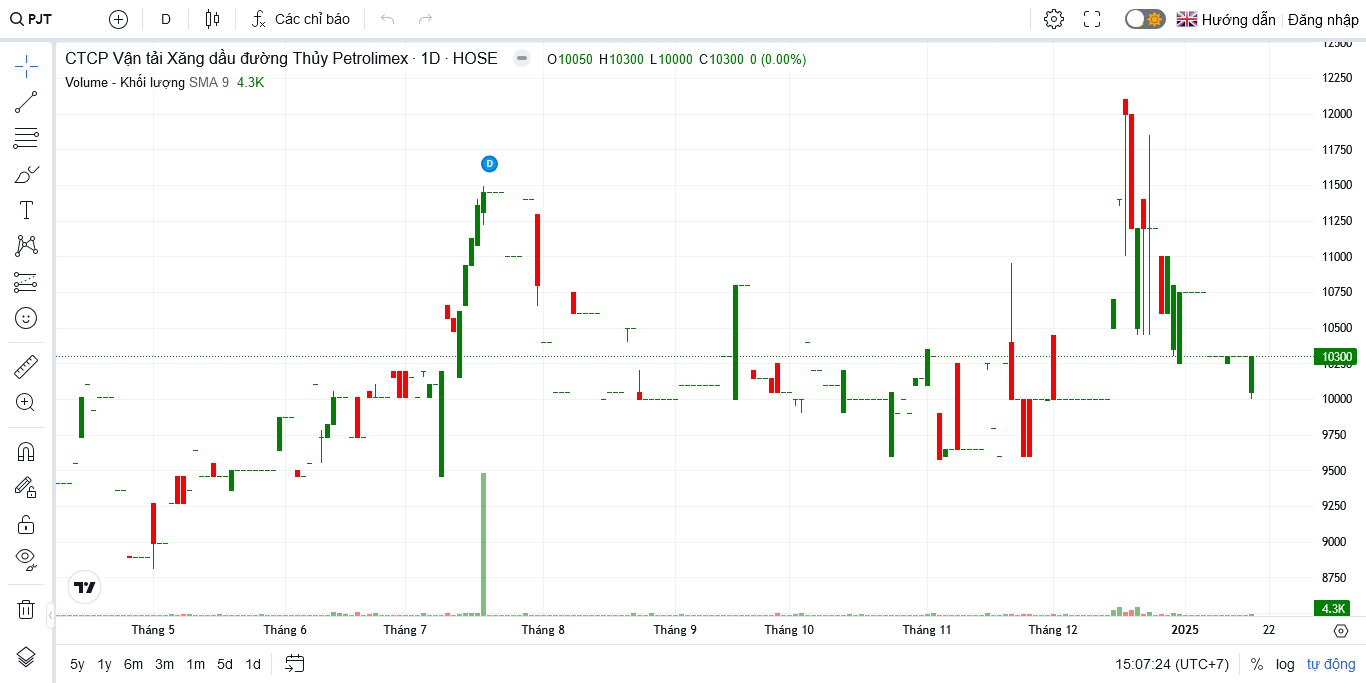 PJT D Các chỉ báo Hướng dẫn Đăng nhập
CTCP Vận tải Xăng dầu đường Thủy Petrolimex · 1D · HOSE O10050 H10300 L10000 C10300 0 (0.00%)
Volume - Khối lượng SMA 9 4.3K
D
12500
12250
12000
11750
11500
11250
11000
10750
10500
10300
10250
10000
9750
9500
9250
9000
8750
4.3K
Tháng 5 Tháng 6 Tháng 7 Tháng 8 Tháng 9 Tháng 10 Tháng 11 Tháng 12 2025 22
5y 1y 6m 3m 1m 5d 1d 15:07:24 (UTC+7) % log tự động